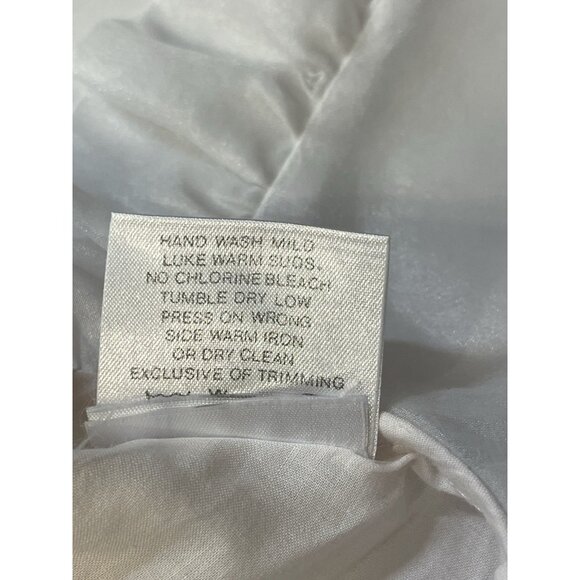 HAND WASH MILD
LUKE WARM SUDS.
NO CHLORINE BLEACH
TUMBLE DRY LOW
PRESS ON WRONG
SIDE WARM IRON
OR DRY CLEAN
EXCLUSIVE OF TRIMMING